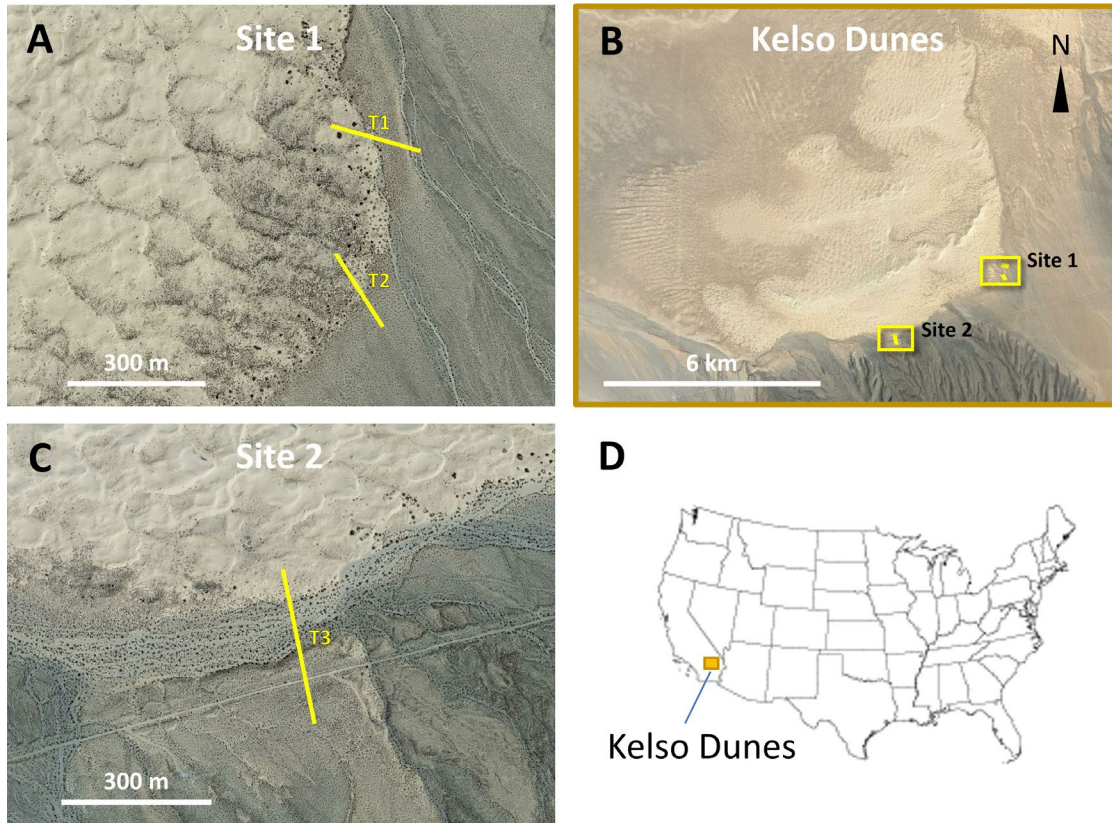 A
Site 1
T1
T2
300 m
B
Kelso Dunes
N
Site 1
Site 2
6 km
C
Site 2
T3
300 m
D
Kelso Dunes